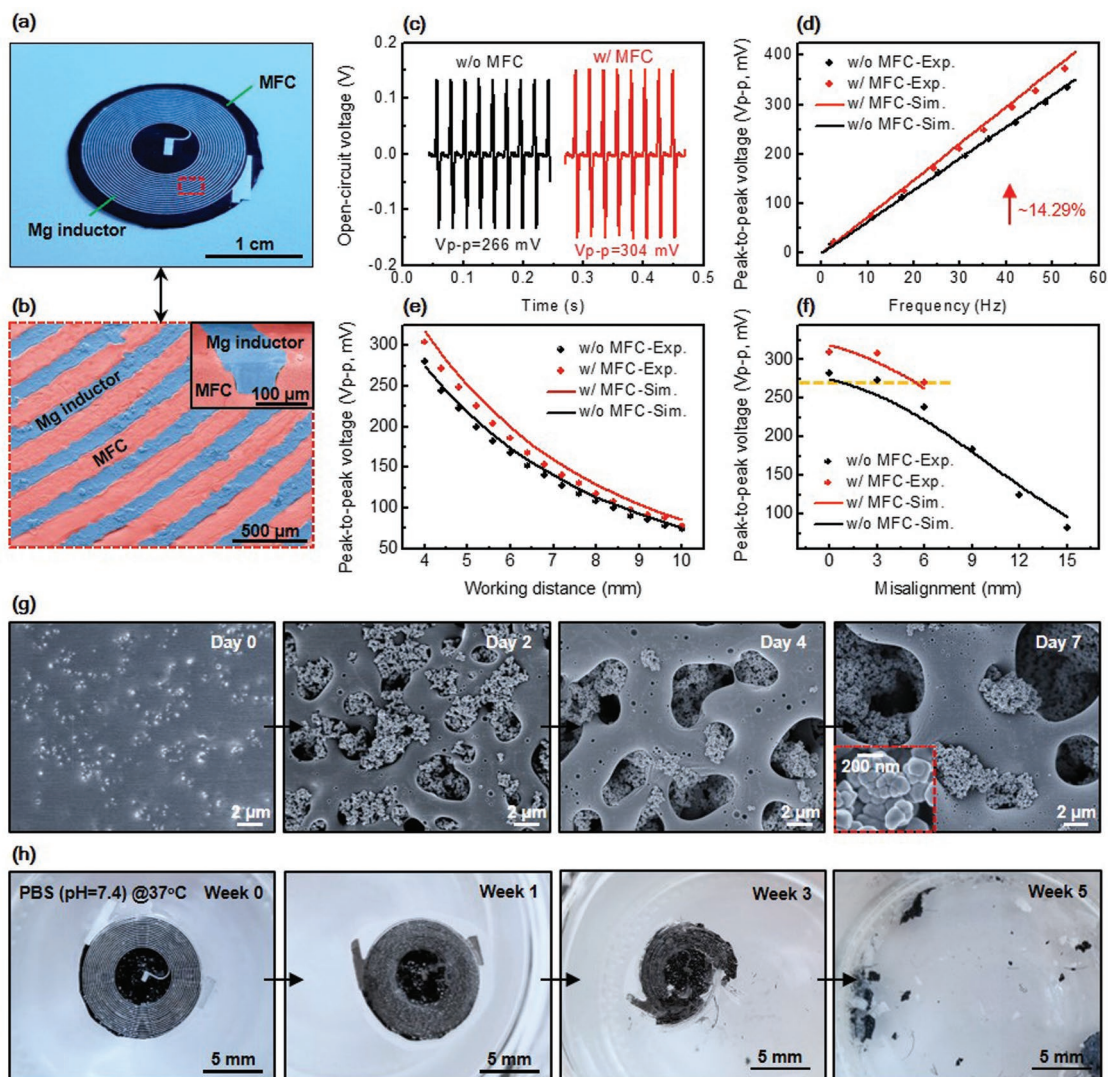 (a)
MFC
Mg inductor
1 cm
(b)
Mg inductor
MFC
500 µm
Mg inductor
MFC
100 µm
(c)
Open-circuit voltage (V)
0.2
0.1
0.0
-0.1
-0.2
w/o MFC
w/ MFC
Vp-p=266 mV
Vp-p=304 mV
0.0 0.1 0.2 0.3 0.4 0.5
Time (s)
(d)
Peak-to-peak voltage (Vp-p, mV)
400
300
200
100
0
w/o MFC-Exp.
w/ MFC-Exp.
w/ MFC-Sim.
w/o MFC-Sim.
~14.29%
0 10 20 30 40 50 60
Frequency (Hz)
(e)
Peak-to-peak voltage (Vp-p, mV)
300
250
200
150
100
50
w/o MFC-Exp.
w/ MFC-Exp.
w/ MFC-Sim.
w/o MFC-Sim.
4 5 6 7 8 9 10
Working distance (mm)
(f)
Peak-to-peak voltage (Vp-p, mV)
300
250
200
150
100
w/o MFC-Exp.
w/ MFC-Exp.
w/ MFC-Sim.
w/o MFC-Sim.
0 3 6 9 12 15
Misalignment (mm)
(g)
Day 0
2 µm
Day 2
2 µm
Day 4
2 µm
Day 7
200 nm
2 µm
(h)
PBS (pH=7.4) @37°C Week 0
5 mm
Week 1
5 mm
Week 3
5 mm
Week 5
5 mm